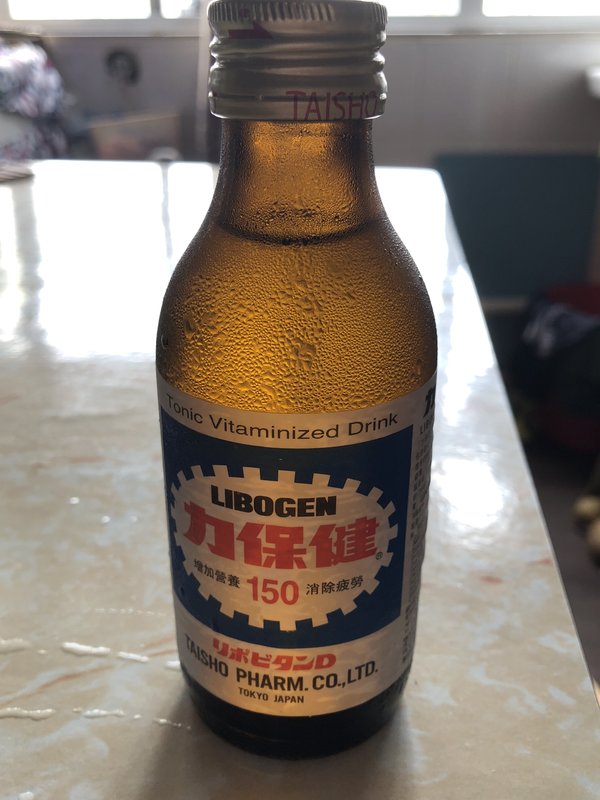 TAISHO
Tonic Vitaminized Drink
LIBOGEN
力保健®
增加營養 150 消除疲勞
リポビタンD
TAISHO PHARM. CO., LTD.
TOKYO JAPAN